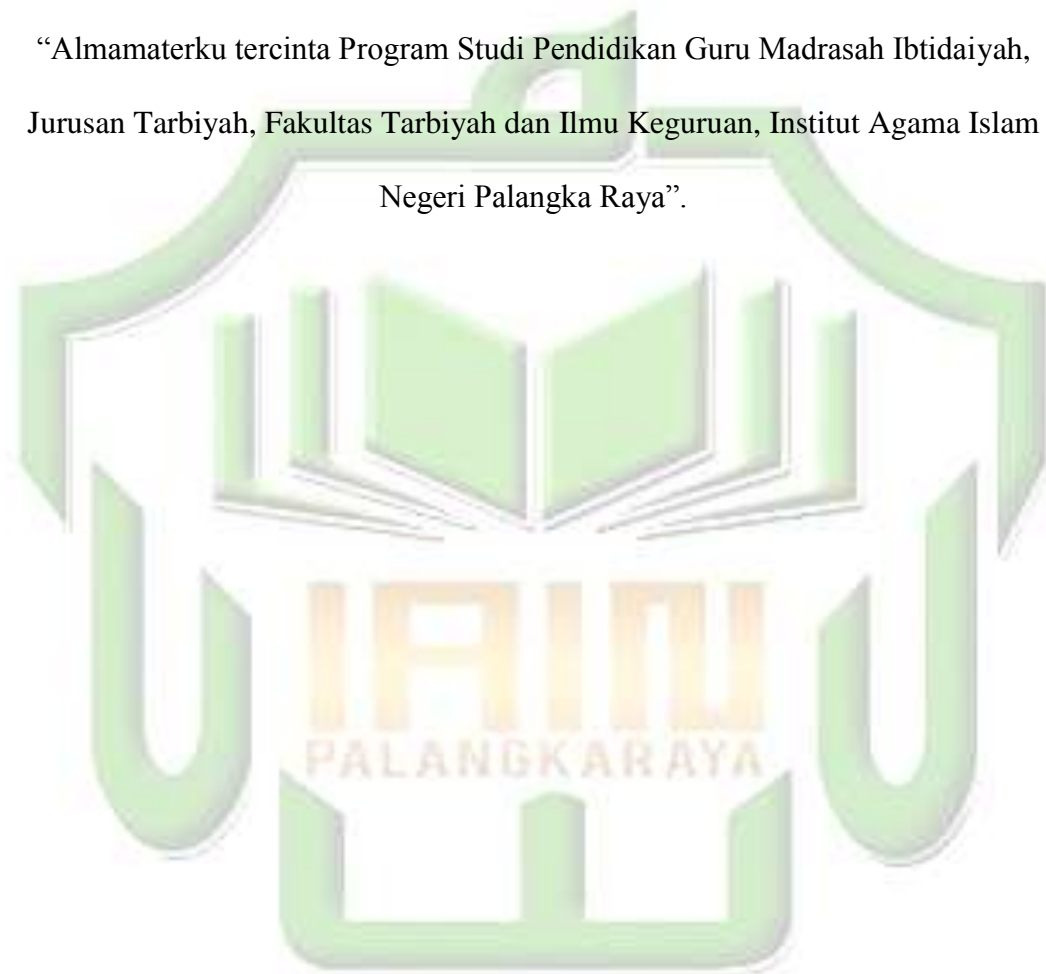 “Almamaterku tercinta Program Studi Pendidikan Guru Madrasah Ibtidaiyah,
Jurusan Tarbiyah, Fakultas Tarbiyah dan Ilmu Keguruan, Institut Agama Islam
Negeri Palangka Raya”.
IAIN
PALANGKARAYA